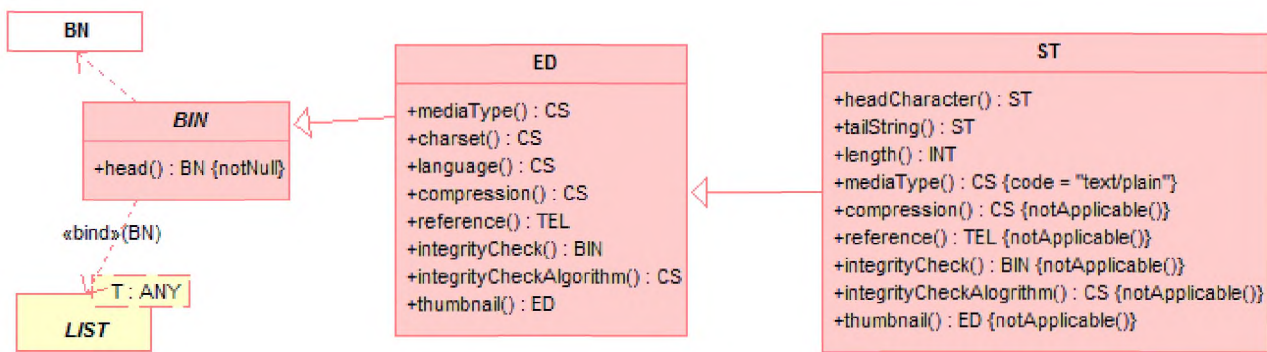 BN
BIN
+head() : BN {notNull}
«bind»(BN)
T : ANY
LIST
ED
+mediaType() : CS
+charset() : CS
+language() : CS
+compression() : CS
+reference() : TEL
+integrityCheck() : BIN
+integrityCheckAlgorithm() : CS
+thumbnail() : ED
ST
+headCharacter() : ST
+tailString() : ST
+length() : INT
+mediaType() : CS {code = "text/plain"}
+compression() : CS {notApplicable()}
+reference() : TEL {notApplicable()}
+integrityCheck() : BIN {notApplicable()}
+integrityCheckAlogrithm() : CS {notApplicable()}
+thumbnail() : ED {notApplicable()}